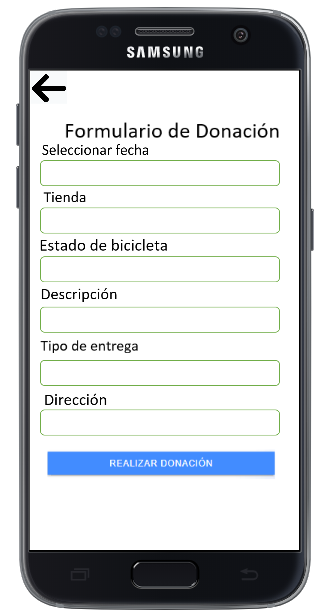 SAMSUNG
Formulario de Donación
Seleccionar fecha
Tienda
Estado de bicicleta
Descripción
Tipo de entrega
Dirección
REALIZAR DONACIÓN